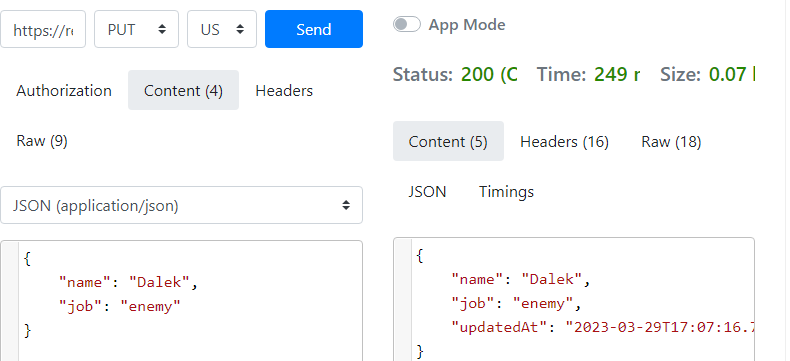 https://re PUT US Send
Authorization Content (4) Headers
Raw (9)
JSON (application/json)
{
"name": "Dalek",
"job": "enemy"
}
App Mode
Status: 200 (O Time: 249 Size: 0.07
Content (5) Headers (16) Raw (18)
JSON Timings
{
"name": "Dalek",
"job": "enemy",
"updatedAt": "2023-03-29T17:07:16.7
}